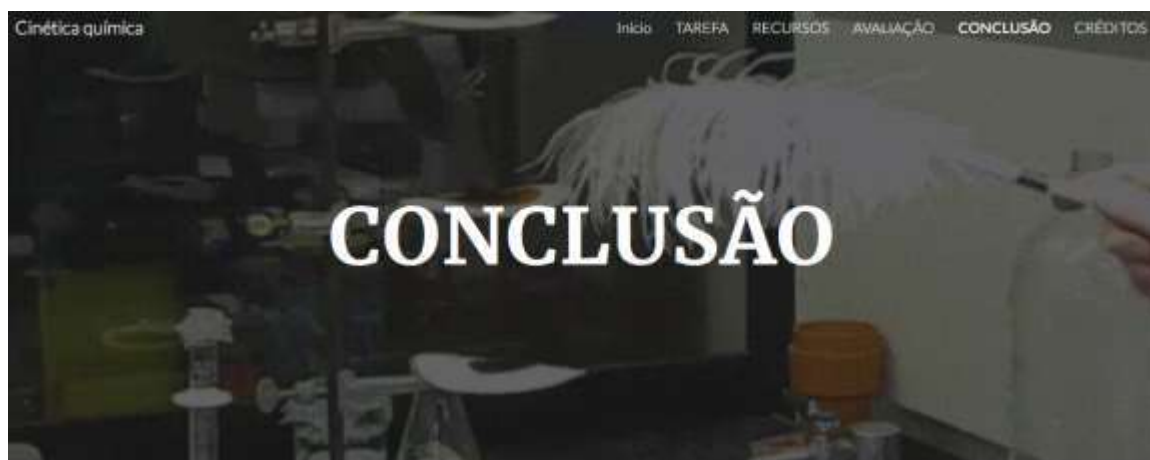 Cinética química
Início TAREFA RECURSOS AVALIAÇÃO CONCLUSÃO CRÉDITOS
CONCLUSÃO